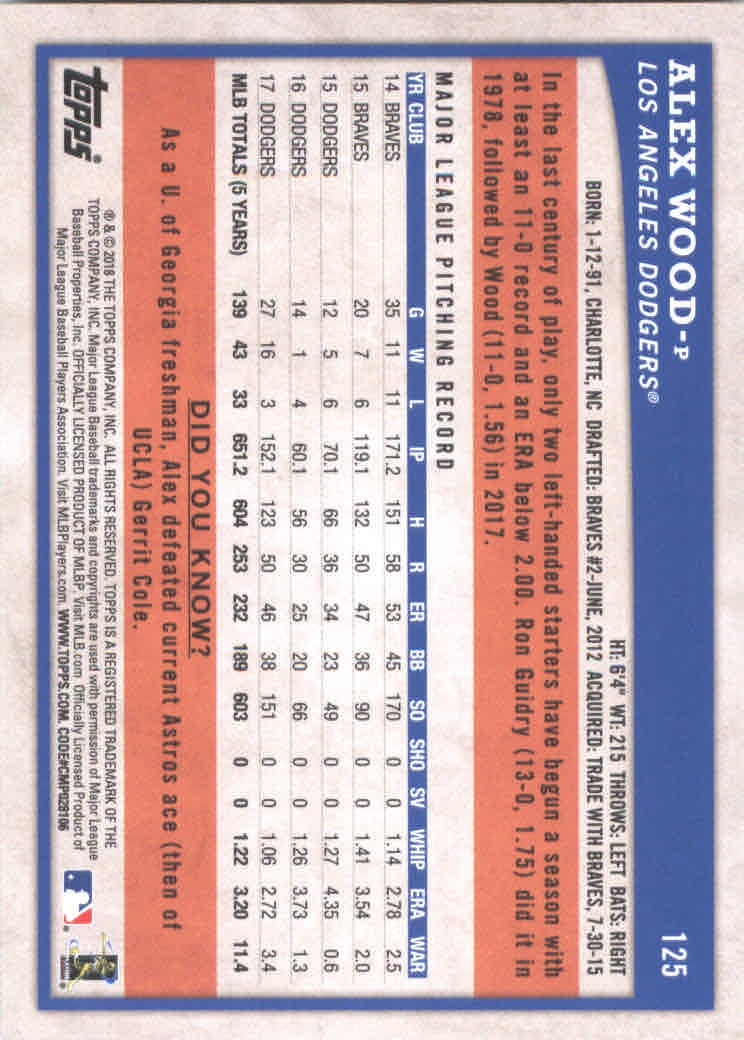 ALEX WOOD-P
125
LOS ANGELES DODGERS®
HT: 6'4" WT: 215 THROWS: LEFT BATS: RIGHT
BORN: 1-12-91, CHARLOTTE, NC DRAFTED: BRAVES #2-JUNE, 2012 ACQUIRED: TRADE WITH BRAVES, 7-30-15
In the last century of play, only two left-handed starters have begun a season with
at least an 11-0 record and an ERA below 2.00. Ron Guidry (13-0, 1.75) did it in
1978, followed by Wood (11-0, 1.56) in 2017.
MAJOR LEAGUE PITCHING RECORD
YR CLUB G W L IP H R ER BB SO SHO SV WHIP ERA WAR
14 BRAVES 35 11 11 171.2 151 58 53 45 170 0 0 1.14 2.78 2.5
15 BRAVES 20 7 6 119.1 132 50 47 36 90 0 0 1.41 3.54 2.0
15 DODGERS 12 5 6 70.1 66 36 34 23 49 0 0 1.27 4.35 0.6
16 DODGERS 14 1 4 60.1 56 30 25 20 66 0 0 1.26 3.73 1.3
17 DODGERS 27 16 3 152.1 123 50 46 38 151 0 0 1.06 2.72 3.4
MLB TOTALS (5 YEARS) 139 43 33 651.2 604 253 232 189 603 0 0 1.22 3.20 11.4
DID YOU KNOW?
As a U. of Georgia freshman, Alex defeated current Astros ace (then of
UCLA) Gerrit Cole.
topps®
® & © 2018 THE TOPPS COMPANY, INC. ALL RIGHTS RESERVED. TOPPS IS A REGISTERED TRADEMARK OF THE
TOPPS COMPANY, INC. Major League Baseball trademarks and copyrights are used with permission of Major League
Baseball Properties, Inc. OFFICIALLY LICENSED PRODUCT OF MLBP. Visit MLB.com. Officially Licensed Product of
Major League Baseball Players Association. Visit MLBPlayers.com. WWW.TOPPS.COM. CODE#CMP028106